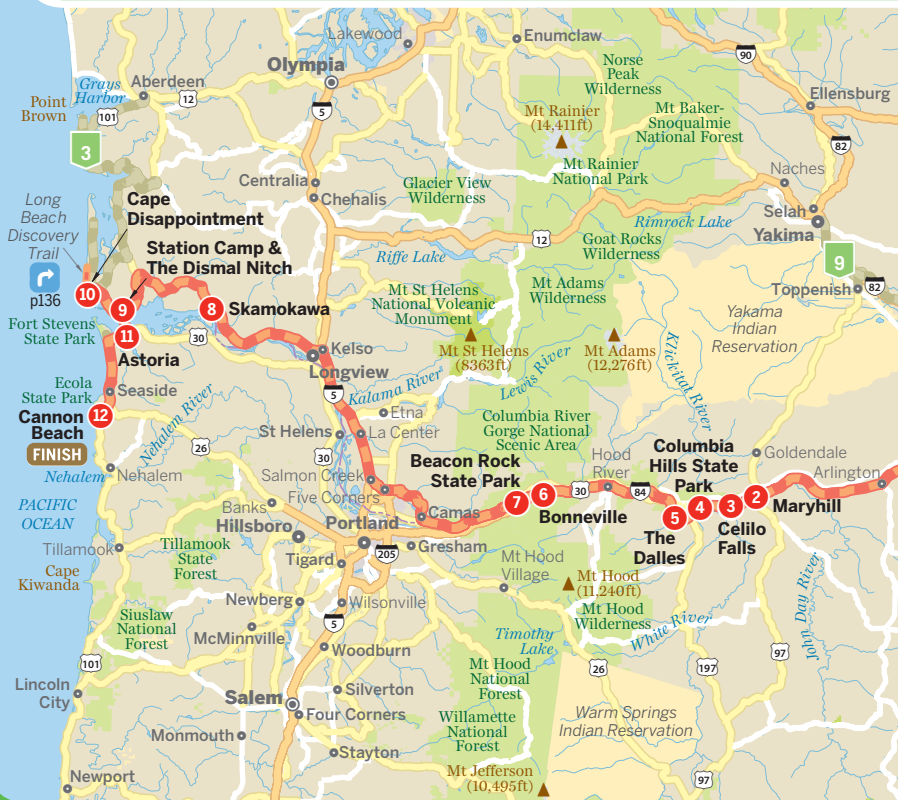 Lakewood
Enumclaw
Olympia
90
Norse
Peak
Wilderness
Grays
Harbor
Aberdeen
12
Ellensburg
Point
Brown
101
5
Mt Rainier
(14,411ft)
Mt Baker-
Snoqualmie
National Forest
82
3
Mt Rainier
National Park
Naches
Centralia
Chehalis
Glacier View
Wilderness
Long
Beach
Discovery
Trail
Cape
Disappointment
Selah
Rimrock Lake
Yakima
12
Goat Rocks
Wilderness
Station Camp &
The Dismal Nitch
Riffe Lake
9
p136
10
9
8
Skamokawa
Mt St Helens
National Volcanic
Monument
Mt Adams
Wilderness
Toppenish
82
Yakama
Indian
Reservation
Fort Stevens
State Park
11
30
Astoria
Kelso
Longview
Mt St Helens
(8363ft)
Mt Adams
(12,276ft)
Klickitat River
Lewis River
Kalama River
Ecola
State Park
Seaside
5
12
Cannon
Beach
FINISH
Nehalem River
Etna
La Center
St Helens
Columbia River
Gorge National
Scenic Area
26
30
Nehalem
Nehalem
Salmon Creek
Five Corners
Beacon Rock
State Park
Hood
River
Columbia
Hills State
Park
Goldendale
Arlington
PACIFIC
OCEAN
Banks
Hillsboro
Portland
Camas
7
6
30
84
Bonneville
5
4
3
2
Maryhill
The
Dalles
Celilo
Falls
Tillamook
Tillamook
State
Forest
Tigard
205
Gresham
Mt Hood
Village
Cape
Kiwanda
Mt Hood
(11,240ft)
John Day River
Newberg
Wilsonville
Mt Hood
Wilderness
White River
Siuslaw
National
Forest
McMinnville
5
Woodburn
Timothy
Lake
101
26
197
97
Mt Hood
National
Forest
Lincoln
City
Salem
Silverton
Four Corners
Willamette
National
Forest
Warm Springs
Indian Reservation
Monmouth
Stayton
Mt Jefferson
(10,495ft)
97
Newport